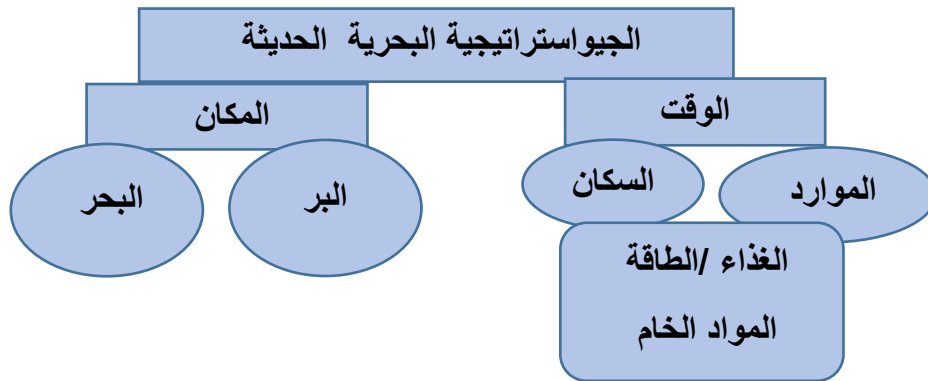 الجيواستراتيجية البحرية الحديثة
الوقت
المكان
الموارد
السكان
البر
البحر
الغذاء /الطاقة
المواد الخام